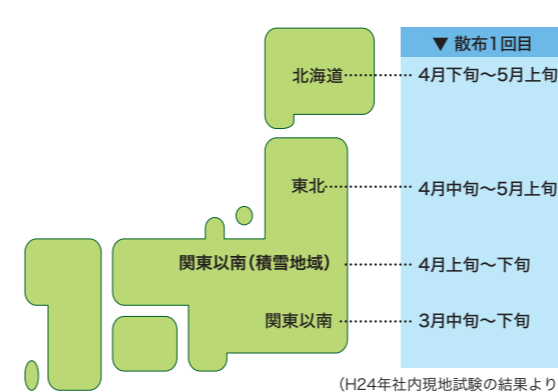 ▼ 散布1回目
北海道 4月下旬〜5月上旬
東北 4月中旬〜5月上旬
関東以南(積雪地域) 4月上旬〜下旬
関東以南 3月中旬〜下旬
(H24年社内現地試験の結果より